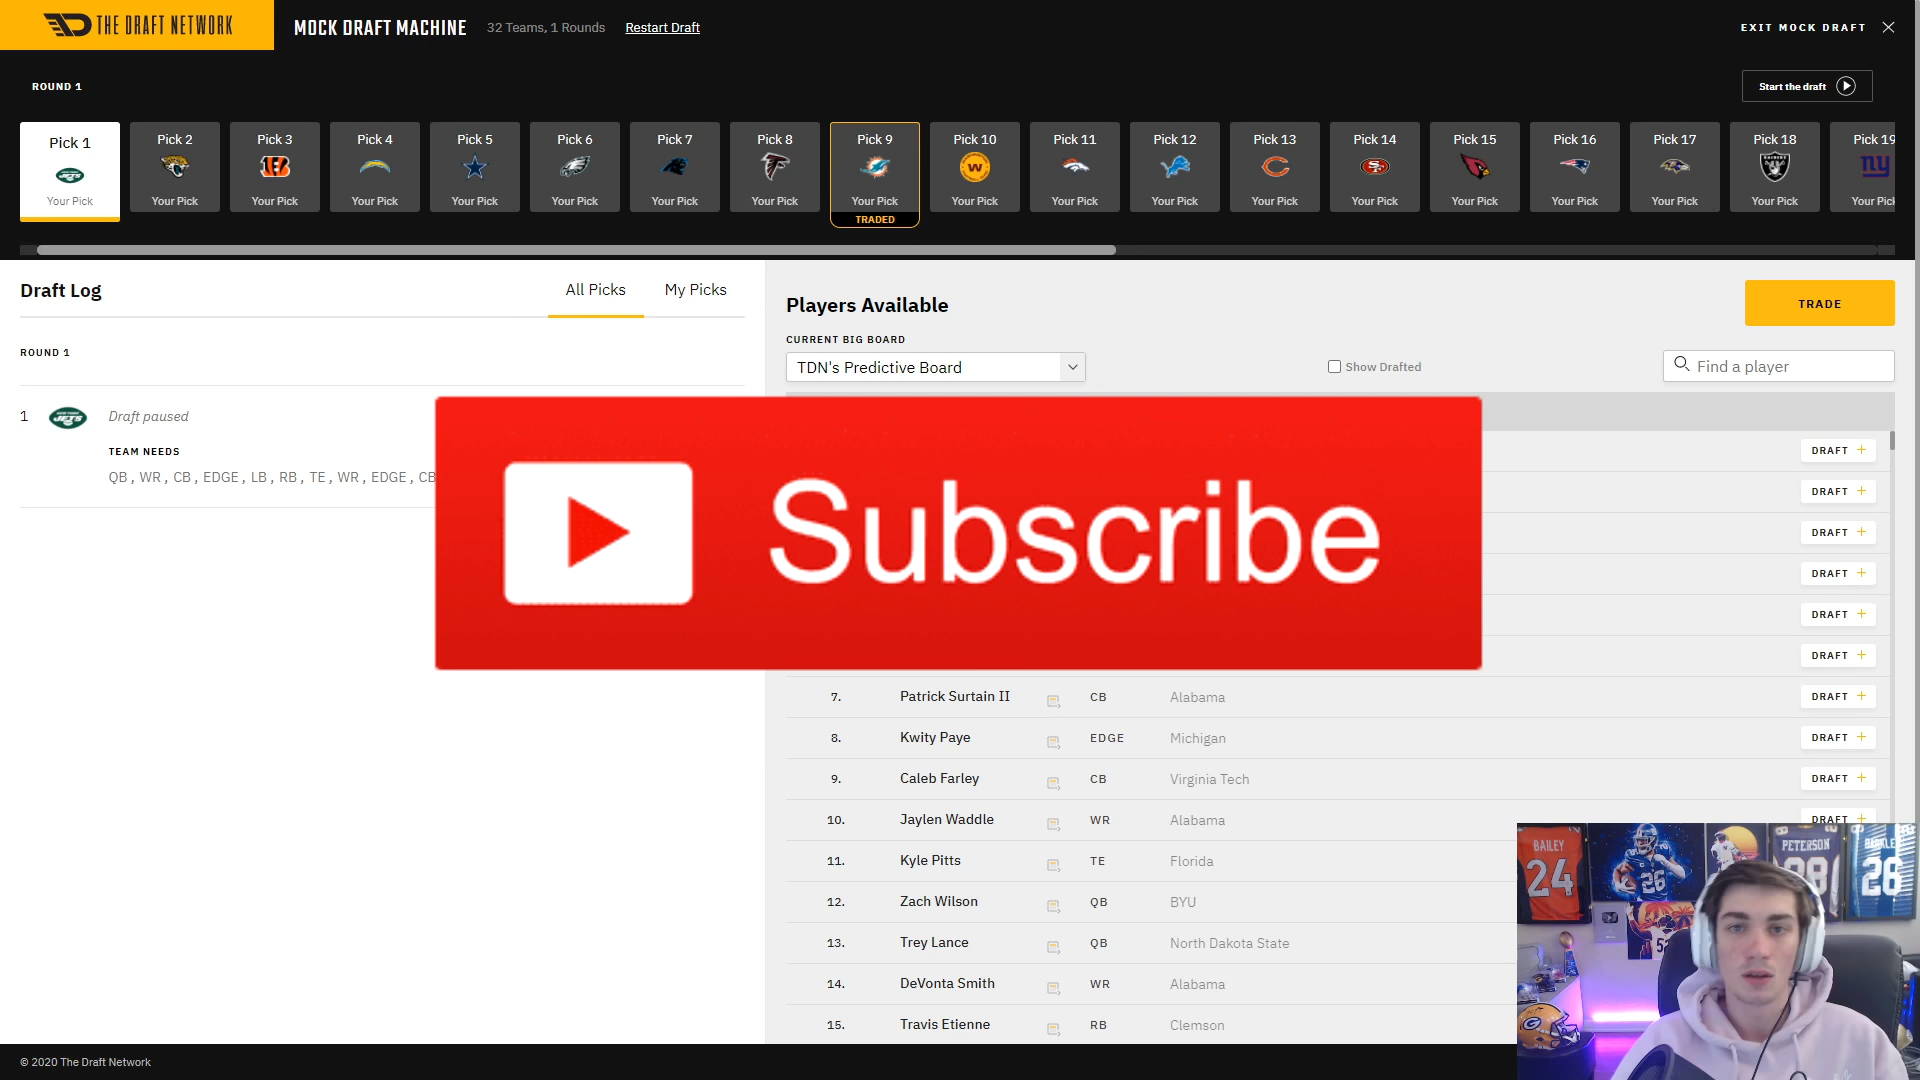 THE DRAFT NETWORK
MOCK DRAFT MACHINE
32 Teams, 1 Rounds
Restart Draft
EXIT MOCK DRAFT
ROUND 1
Start the draft
Pick 1
Your Pick
Pick 2
Your Pick
Pick 3
Your Pick
Pick 4
Your Pick
Pick 5
Your Pick
Pick 6
Your Pick
Pick 7
Your Pick
Pick 8
Your Pick
Pick 9
Your Pick
TRADED
Pick 10
W
Your Pick
Pick 11
Your Pick
Pick 12
Your Pick
Pick 13
Your Pick
Pick 14
SF
Your Pick
Pick 15
Your Pick
Pick 16
Your Pick
Pick 17
Your Pick
Pick 18
RAIDERS
Your Pick
Pick 19
ny
Your Pick
Draft Log
All Picks
My Picks
ROUND 1
1
JETS
Draft paused
TEAM NEEDS
QB , WR , CB , EDGE , LB , RB , TE , WR , EDGE , CB
Players Available
TRADE
CURRENT BIG BOARD
TDN's Predictive Board
Show Drafted
Find a player
Subscribe
DRAFT +
DRAFT +
DRAFT +
DRAFT +
DRAFT +
DRAFT +
7. Patrick Surtain II CB Alabama DRAFT +
8. Kwity Paye EDGE Michigan DRAFT +
9. Caleb Farley CB Virginia Tech DRAFT +
10. Jaylen Waddle WR Alabama DRAFT +
11. Kyle Pitts TE Florida
12. Zach Wilson QB BYU
13. Trey Lance QB North Dakota State
14. DeVonta Smith WR Alabama
15. Travis Etienne RB Clemson
BAILEY
24
26
PETERSON
28
26
© 2020 The Draft Network